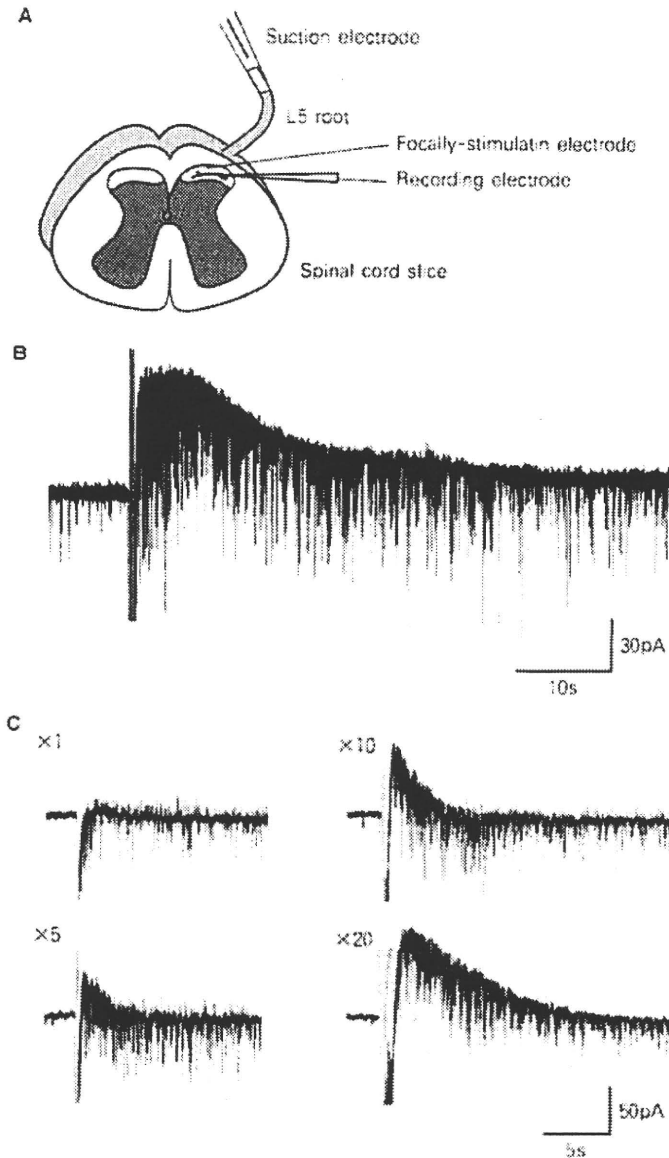 A
Suction electrode
L5 root
Focally-stimulatin electrode
Recording electrode
Spinal cord slice
B
30pA
10s
C
×1
×10
×5
×20
50pA
5s